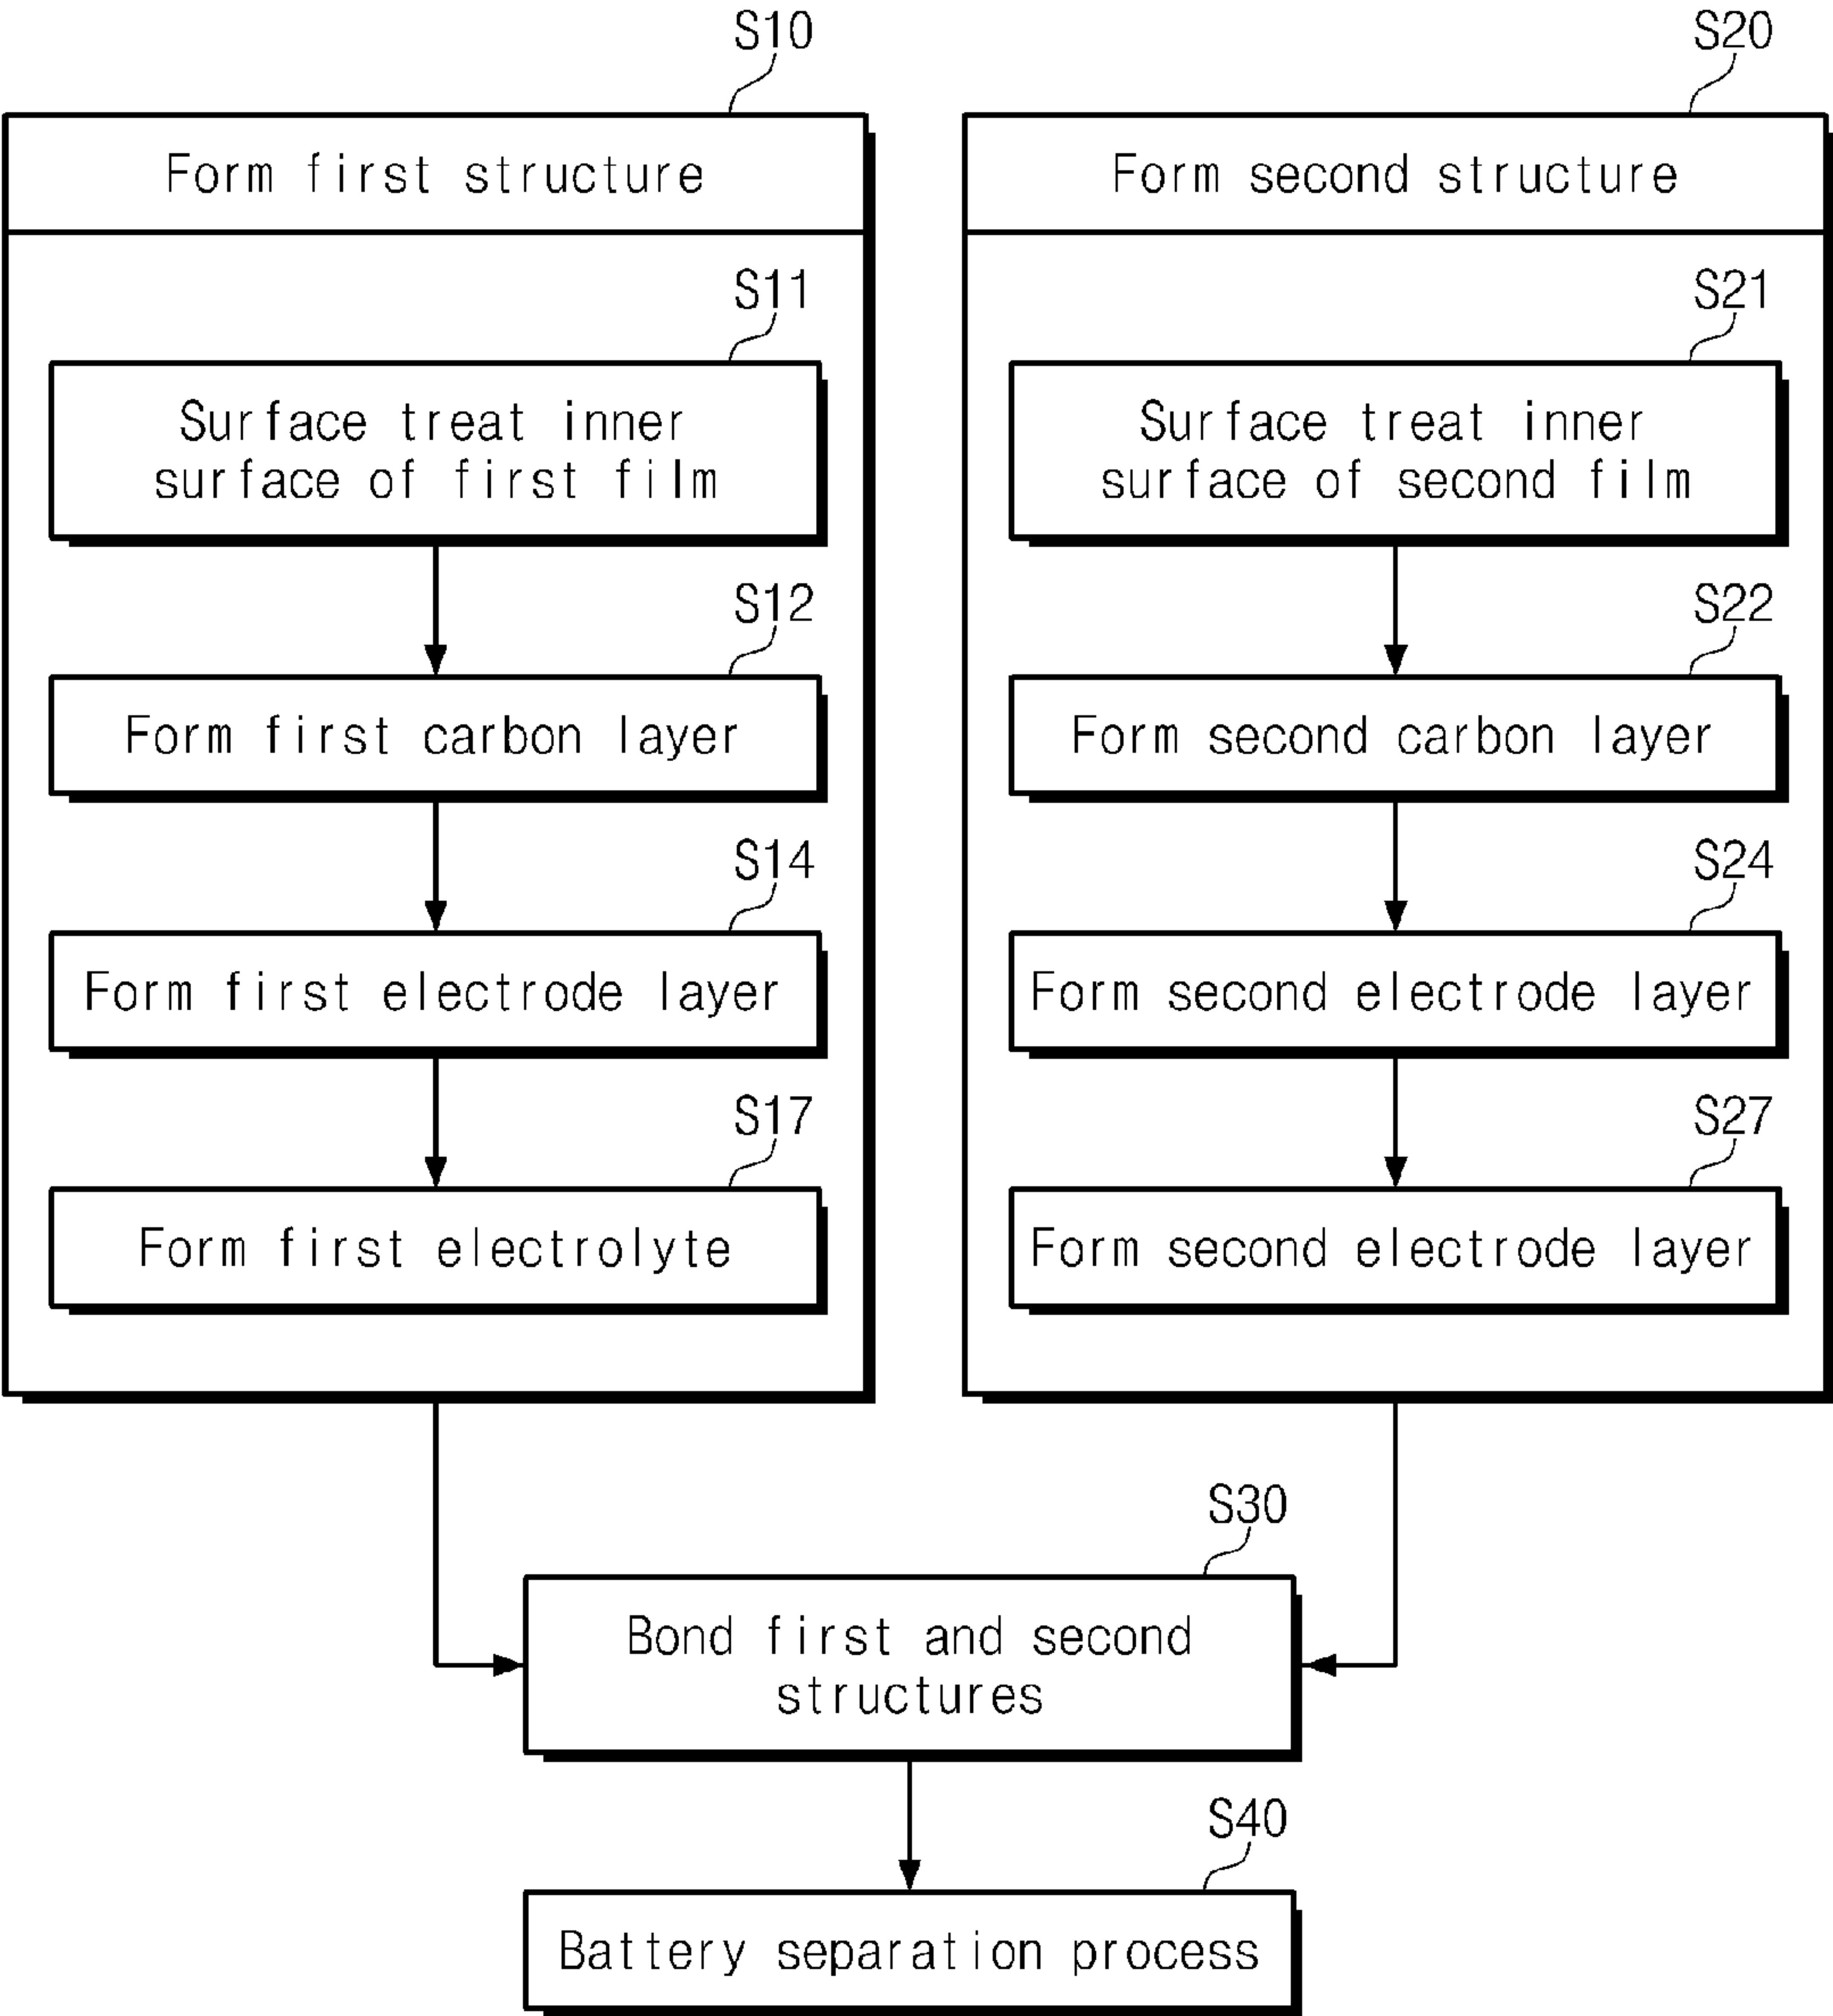 S10
Form first structure
S11
Surface treat inner
surface of first film
S12
Form first carbon layer
S14
Form first electrode layer
S17
Form first electrolyte
S20
Form second structure
S21
Surface treat inner
surface of second film
S22
Form second carbon layer
S24
Form second electrode layer
S27
Form second electrode layer
S30
Bond first and second
structures
S40
Battery separation process